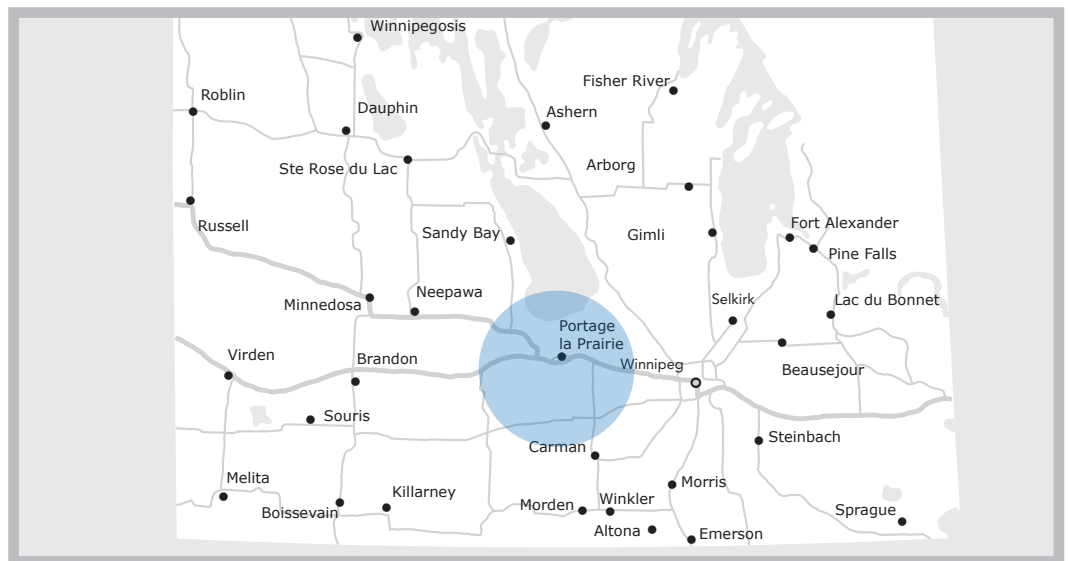 Winnipegosis
Fisher River
Roblin
Dauphin
Ashern
Ste Rose du Lac
Arborg
Russell
Sandy Bay
Gimli
Fort Alexander
Pine Falls
Minnedosa
Neepawa
Selkirk
Lac du Bonnet
Portage
la Prairie
Virden
Brandon
Winnipeg
Beausejour
Souris
Steinbach
Carman
Melita
Killarney
Morris
Boissevain
Morden
Winkler
Sprague
Altona
Emerson